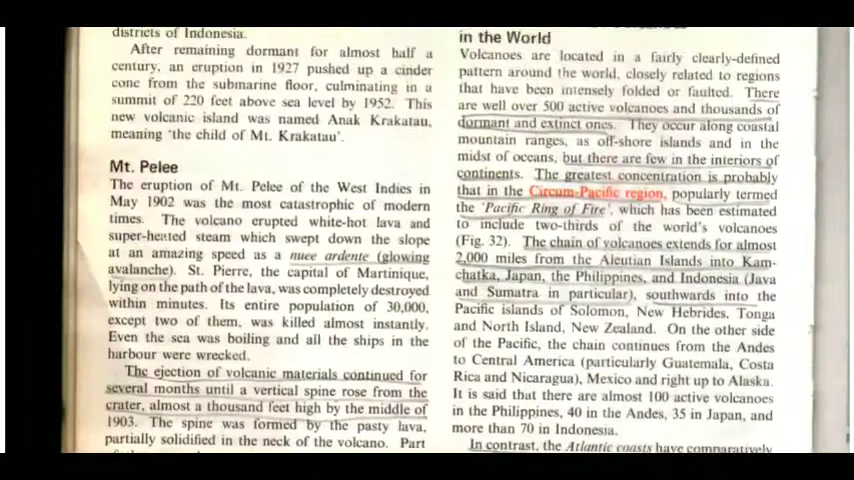 districts of Indonesia.
After remaining dormant for almost half a
century, an eruption in 1927 pushed up a cinder
cone from the submarine floor, culminating in a
summit of 220 feet above sea level by 1952. This
new volcanic island was named Anak Krakatau,
meaning 'the child of Mt. Krakatau'.
Mt. Pelee
The eruption of Mt. Pelee of the West Indies in
May 1902 was the most catastrophic of modern
times. The volcano erupted white-hot lava and
super-heated steam which swept down the slope
at an amazing speed as a nuee ardente (glowing
avalanche). St. Pierre, the capital of Martinique,
lying on the path of the lava, was completely destroyed
within minutes. Its entire population of 30,000,
except two of them, was killed almost instantly.
Even the sea was boiling and all the ships in the
harbour were wrecked.
The ejection of volcanic materials continued for
several months until a vertical spine rose from the
crater, almost a thousand feet high by the middle of
1903. The spine was formed by the pasty lava,
partially solidified in the neck of the volcano. Part
in the World
Volcanoes are located in a fairly clearly-defined
pattern around the world, closely related to regions
that have been intensely folded or faulted. There
are well over 500 active volcanoes and thousands of
dormant and extinct ones. They occur along coastal
mountain ranges, as off-shore islands and in the
midst of oceans, but there are few in the interiors of
continents. The greatest concentration is probably
that in the Circum-Pacific region, popularly termed
the 'Pacific Ring of Fire', which has been estimated
to include two-thirds of the world's volcanoes
(Fig. 32). The chain of volcanoes extends for almost
2,000 miles from the Aleutian Islands into Kam-
chatka, Japan, the Philippines, and Indonesia (Java
and Sumatra in particular), southwards into the
Pacific islands of Solomon, New Hebrides, Tonga
and North Island, New Zealand. On the other side
of the Pacific, the chain continues from the Andes
to Central America (particularly Guatemala, Costa
Rica and Nicaragua), Mexico and right up to Alaska.
It is said that there are almost 100 active volcanoes
in the Philippines, 40 in the Andes, 35 in Japan, and
more than 70 in Indonesia.
In contrast, the Atlantic coasts have comparatively